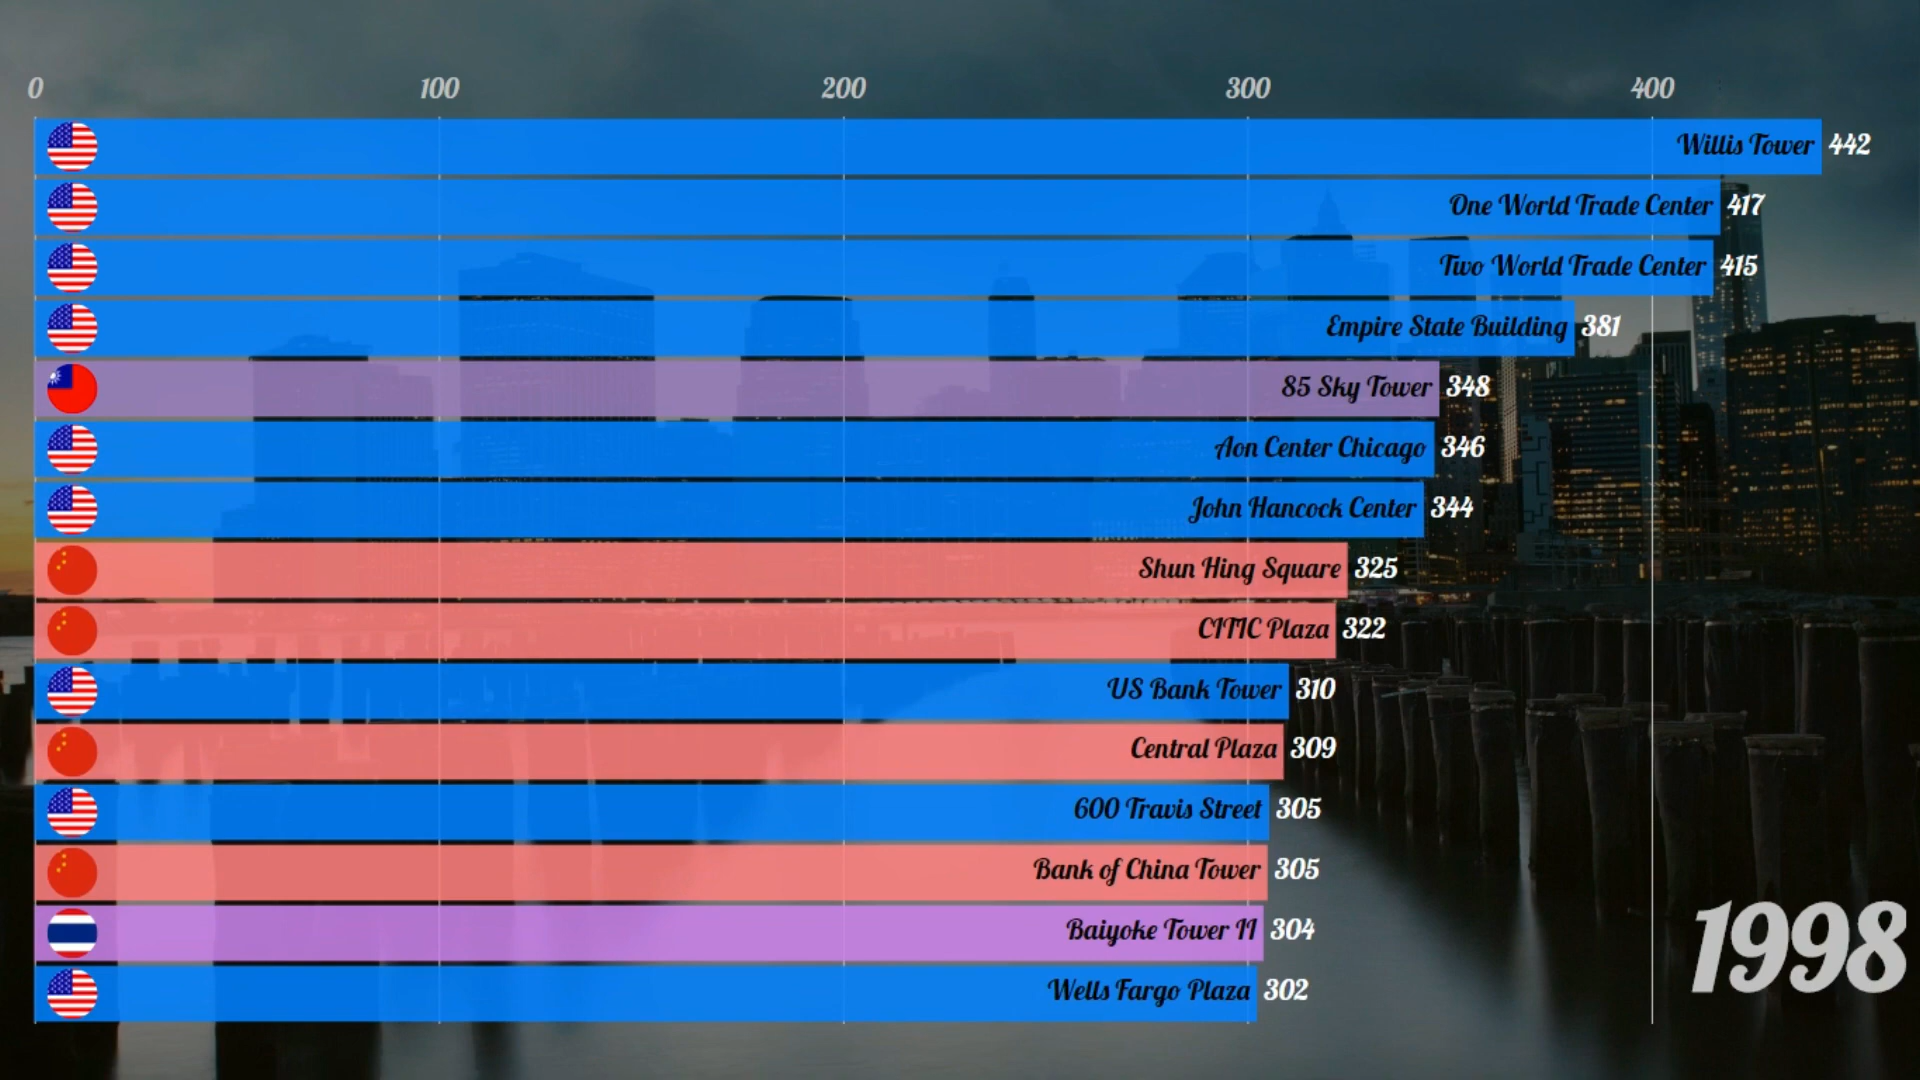 0 100 200 300 400
Willis Tower 442
One World Trade Center 417
Two World Trade Center 415
Empire State Building 381
85 Sky Tower 348
Aon Center Chicago 346
John Hancock Center 344
Shun Hing Square 325
CITIC Plaza 322
US Bank Tower 310
Central Plaza 309
600 Travis Street 305
Bank of China Tower 305
Baiyoke Tower II 304
Wells Fargo Plaza 302
1998